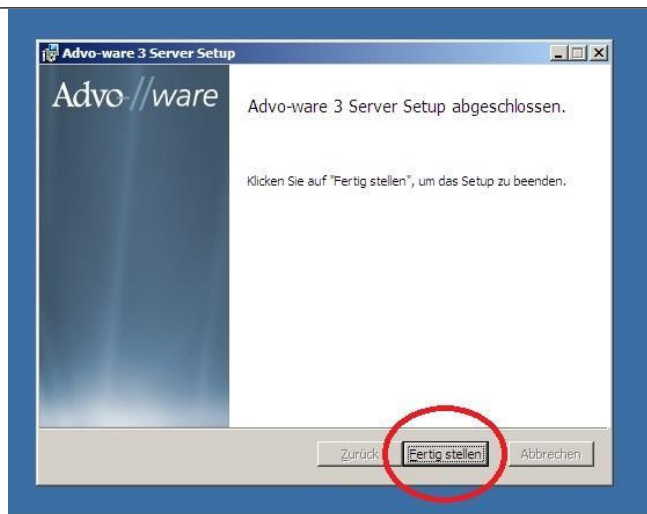 Advo-ware 3 Server Setup
Advo//ware
Advo-ware 3 Server Setup abgeschlossen.
Klicken Sie auf "Fertig stellen", um das Setup zu beenden.
Zurück
Fertig stellen
Abbrechen